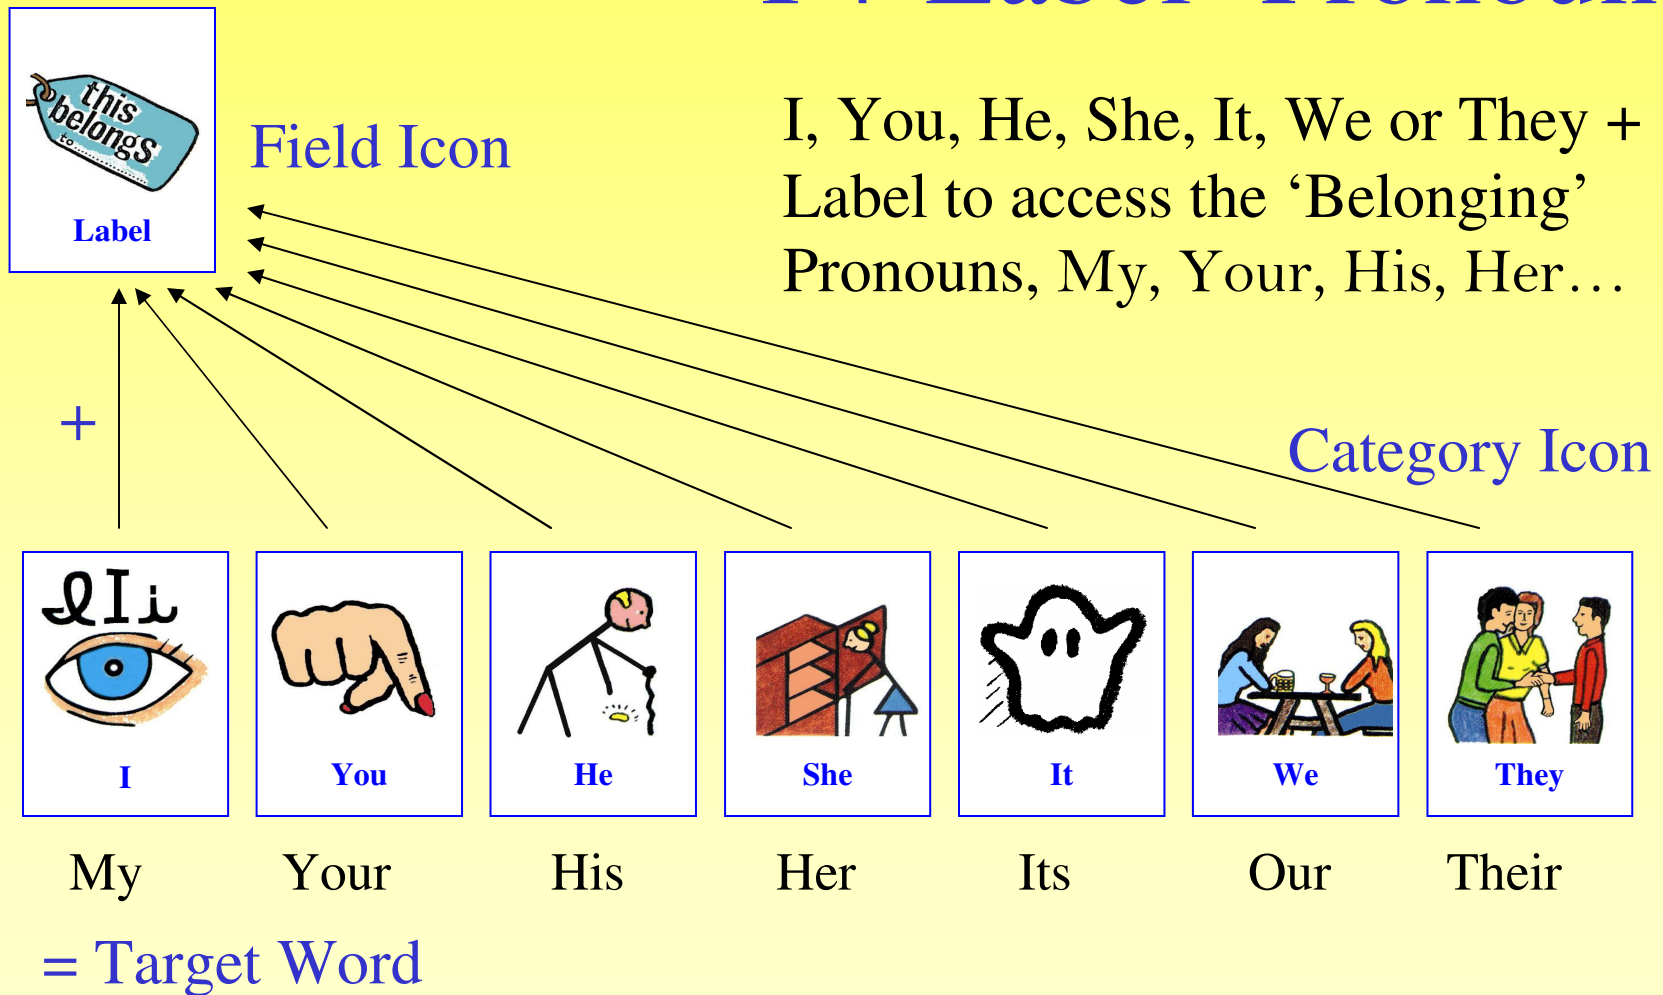 this
belongs
to
Label
Field Icon
I, You, He, She, It, We or They +
Label to access the ‘Belonging’
Pronouns, My, Your, His, Her…
+
Category Icon
I I i
I
You
He
She
It
We
They
My Your His Her Its Our Their
= Target Word